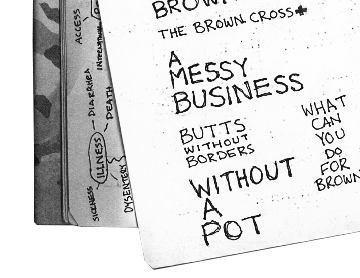 BROWN
THE BROWN CROSS
A
MESSY
BUSINESS
BUTTS
WITHOUT
BORDERS
WITHOUT
A
POT
WHAT
CAN
YOU
DO
FOR
BROWN
ACCESS
DIARRHEA
DEATH
ILLNESS
SICKNESS
DYSENTERY